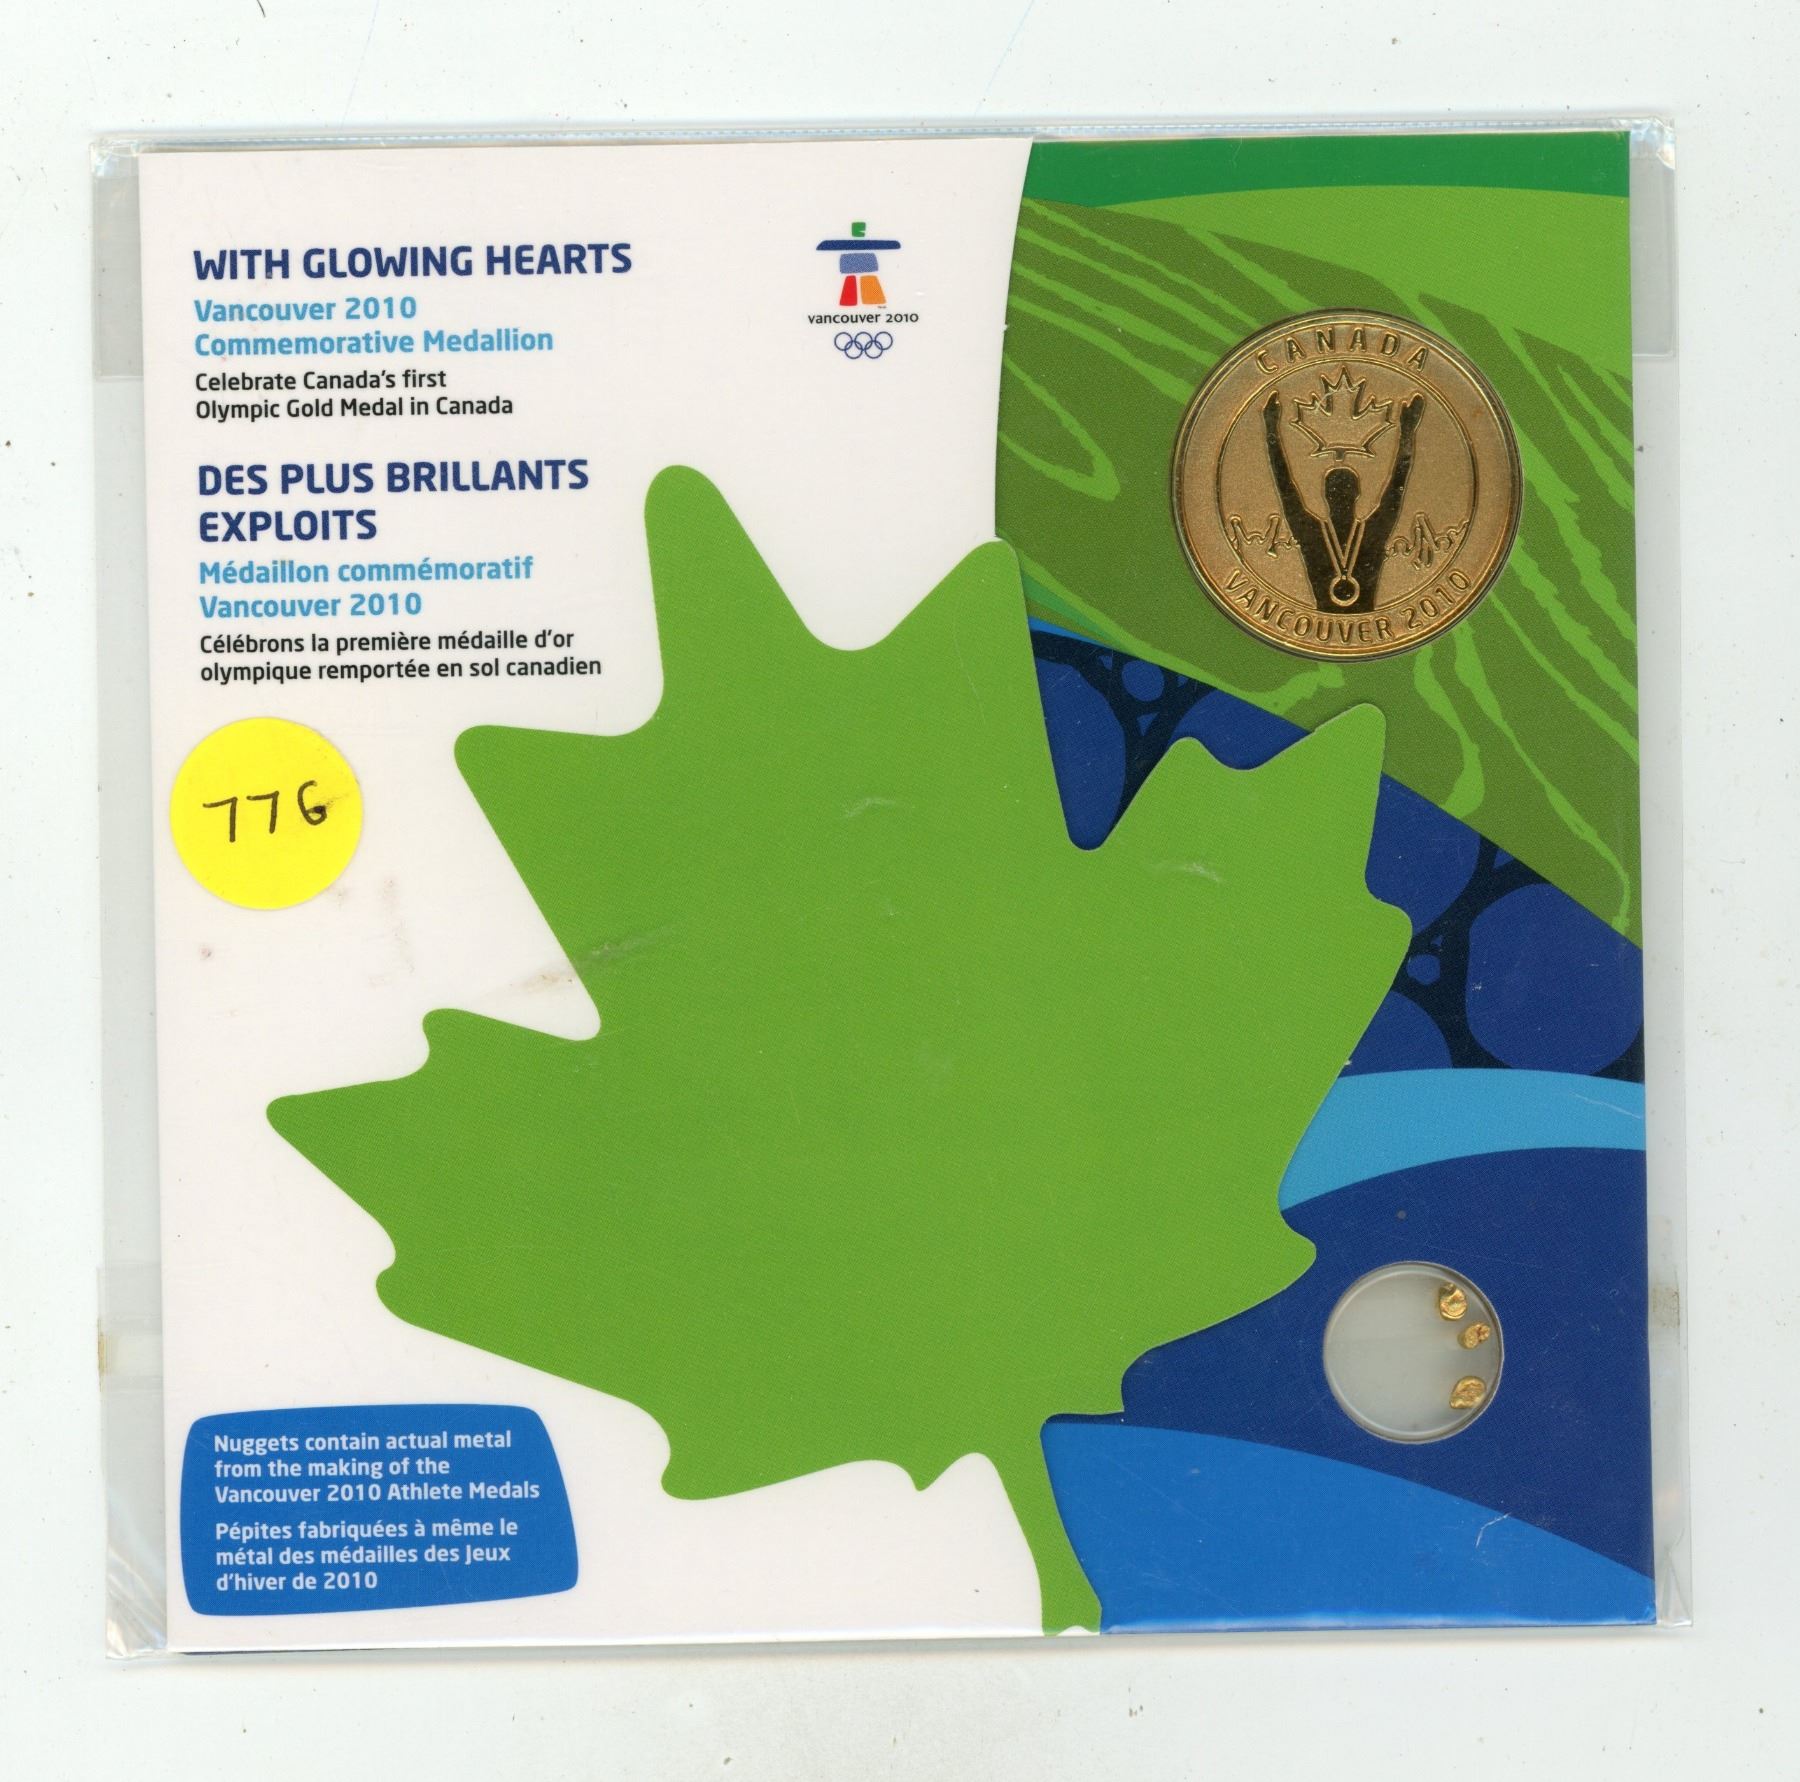 WITH GLOWING HEARTS
Vancouver 2010
Commemorative Medallion
Celebrate Canada's first
Olympic Gold Medal in Canada
DES PLUS BRILLANTS
EXPLOITS
Médaillon commémoratif
Vancouver 2010
Célébrons la première médaille d'or
olympique remportée en sol canadien
vancouver 2010
CANADA
VANCOUVER 2010
776
Nuggets contain actual metal
from the making of the
Vancouver 2010 Athlete Medals
Pépites fabriquées à même le
métal des médailles des Jeux
d'hiver de 2010